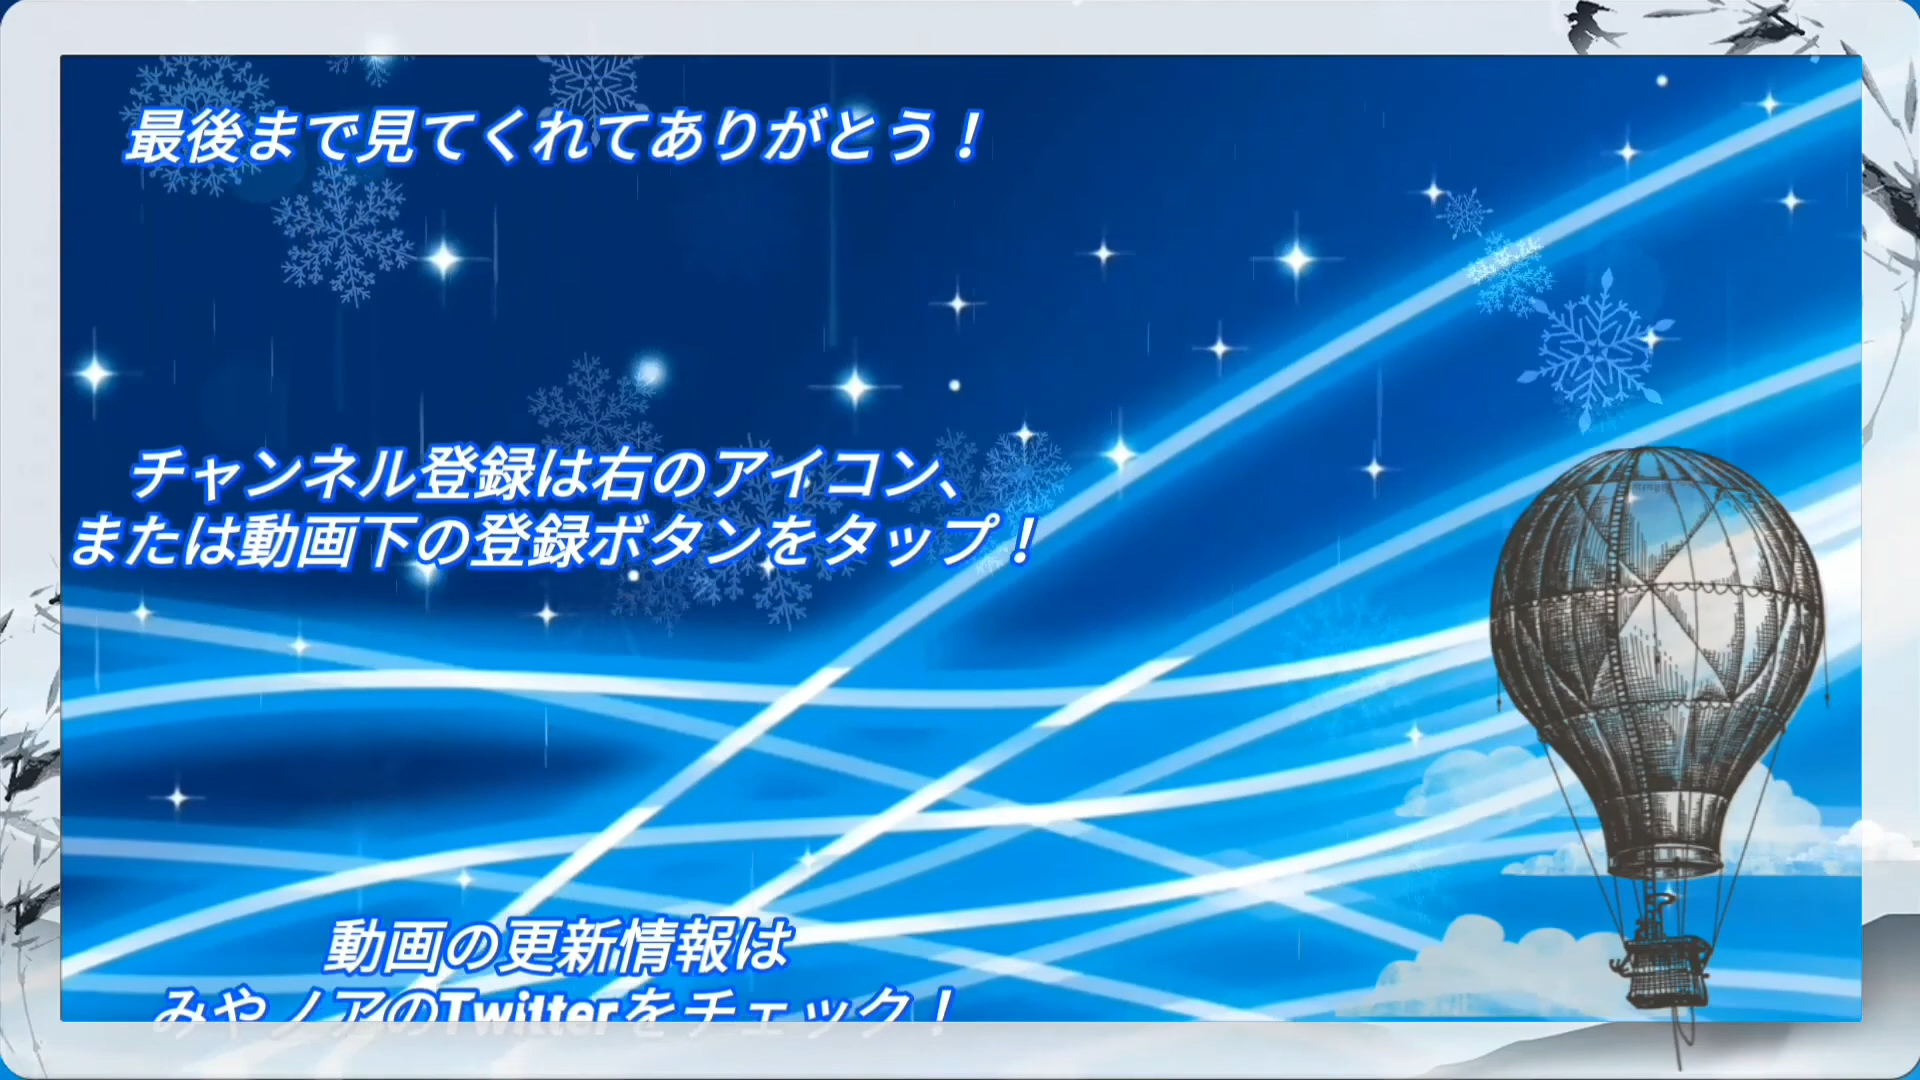 最後まで見てくれてありがとう！
チャンネル登録は右のアイコン、
または動画下の登録ボタンをタップ！
動画の更新情報は
みやノアのTwitterをチェック！